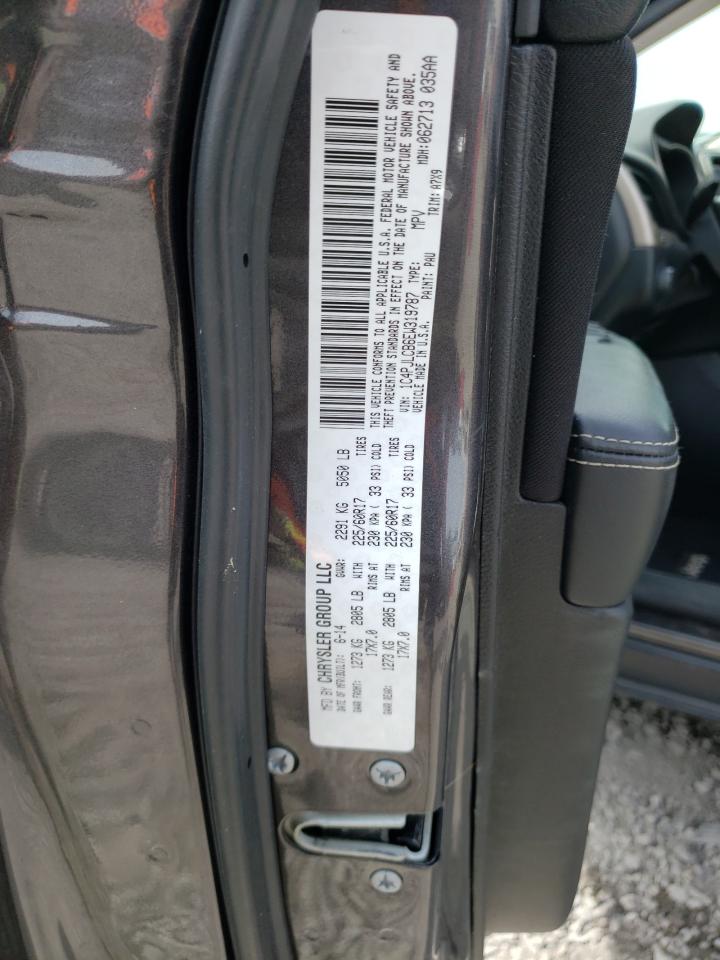 MFD BY CHRYSLER GROUP LLC
DATE OF MFR(BUILT): 6-14 GVWR: 2291 KG 5050 LB
GAWR FRONT: 1273 KG 2805 LB WITH 225/60R17 TIRES
17X7.0 RIMS AT 230 KPA ( 33 PSI) COLD
GAWR REAR: 1273 KG 2805 LB WITH 225/60R17 TIRES
17X7.0 RIMS AT 230 KPA ( 33 PSI) COLD
THIS VEHICLE CONFORMS TO ALL APPLICABLE U.S.A. FEDERAL MOTOR VEHICLE SAFETY AND
THEFT PREVENTION STANDARDS IN EFFECT ON THE DATE OF MANUFACTURE SHOWN ABOVE.
VIN: 1C4PJLCB6EW319787 TYPE: MPV MDH:062713 035AA
VEHICLE MADE IN U.S.A. PAINT: PAU TRIM: A7X9